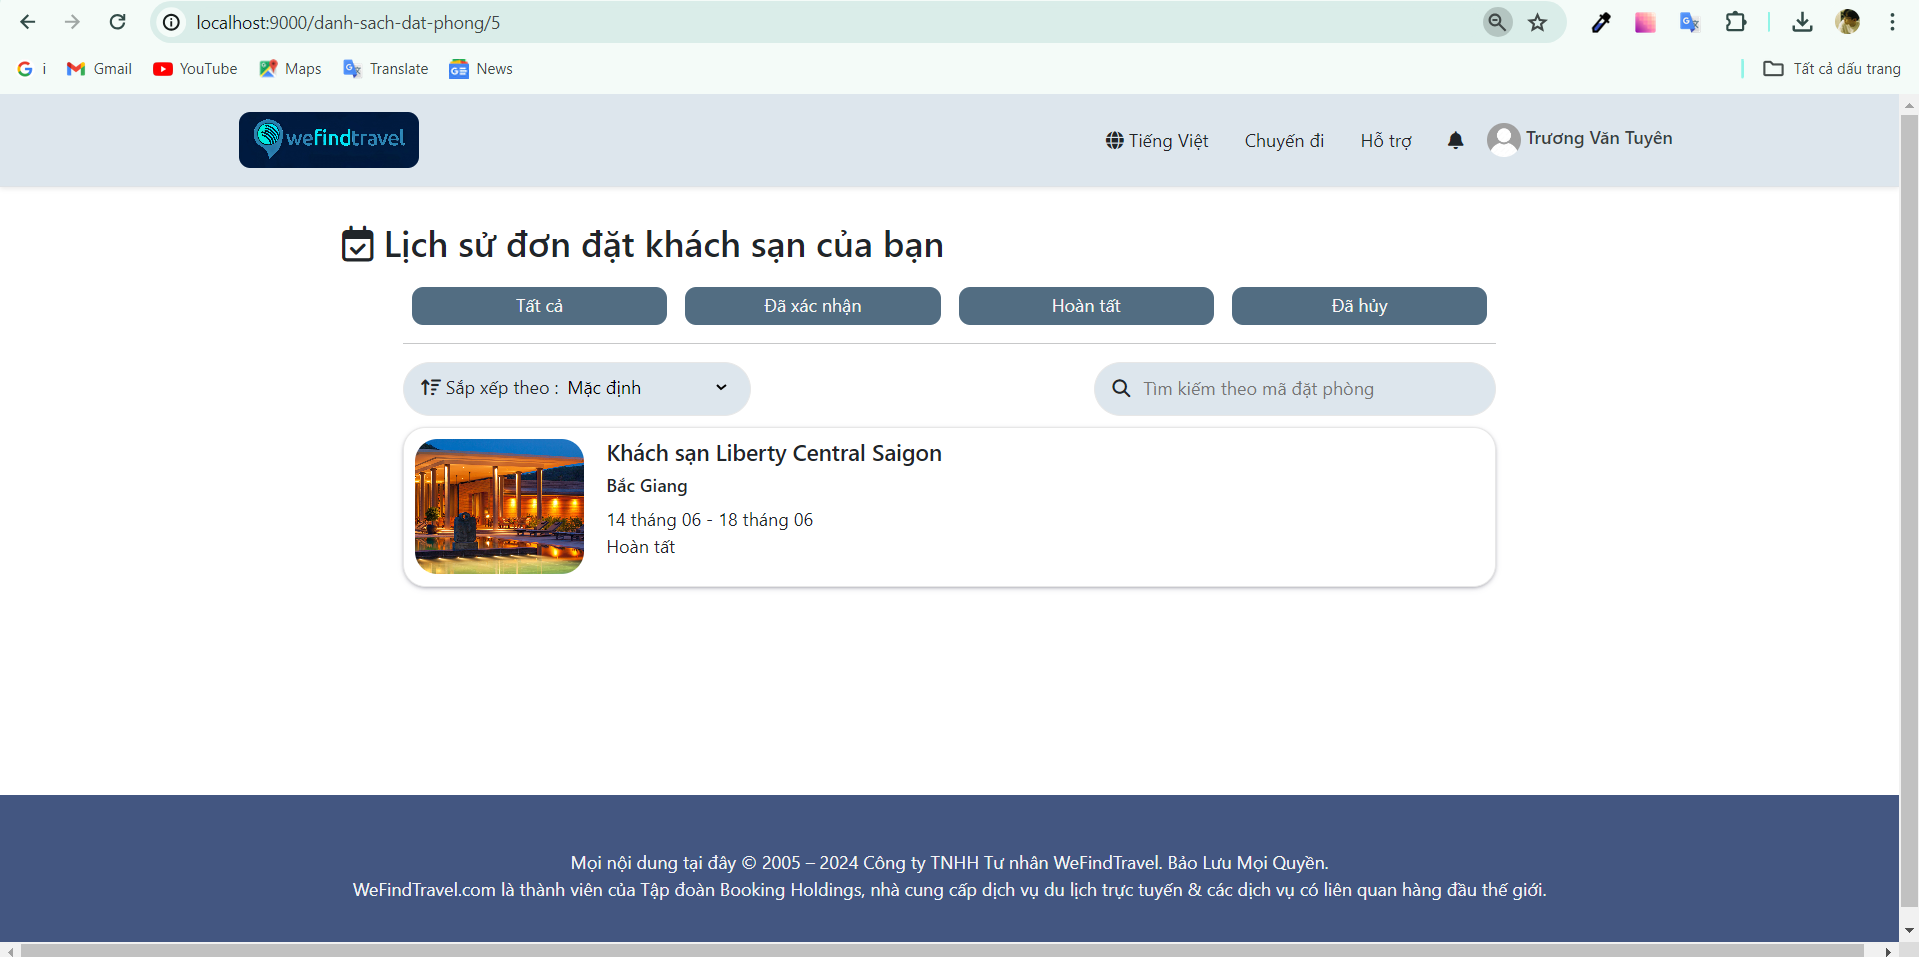 localhost:9000/danh-sach-dat-phong/5
i
Gmail
YouTube
Maps
Translate
News
Tất cả dấu trang
wefindtravel
Tiếng Việt
Chuyến đi
Hỗ trợ
Trương Văn Tuyên
Lịch sử đơn đặt khách sạn của bạn
Tất cả
Đã xác nhận
Hoàn tất
Đã hủy
Sắp xếp theo : Mặc định
Tìm kiếm theo mã đặt phòng
Khách sạn Liberty Central Saigon
Bắc Giang
14 tháng 06 - 18 tháng 06
Hoàn tất
Mọi nội dung tại đây © 2005 – 2024 Công ty TNHH Tư nhân WeFindTravel. Bảo Lưu Mọi Quyền.
WeFindTravel.com là thành viên của Tập đoàn Booking Holdings, nhà cung cấp dịch vụ du lịch trực tuyến & các dịch vụ có liên quan hàng đầu thế giới.